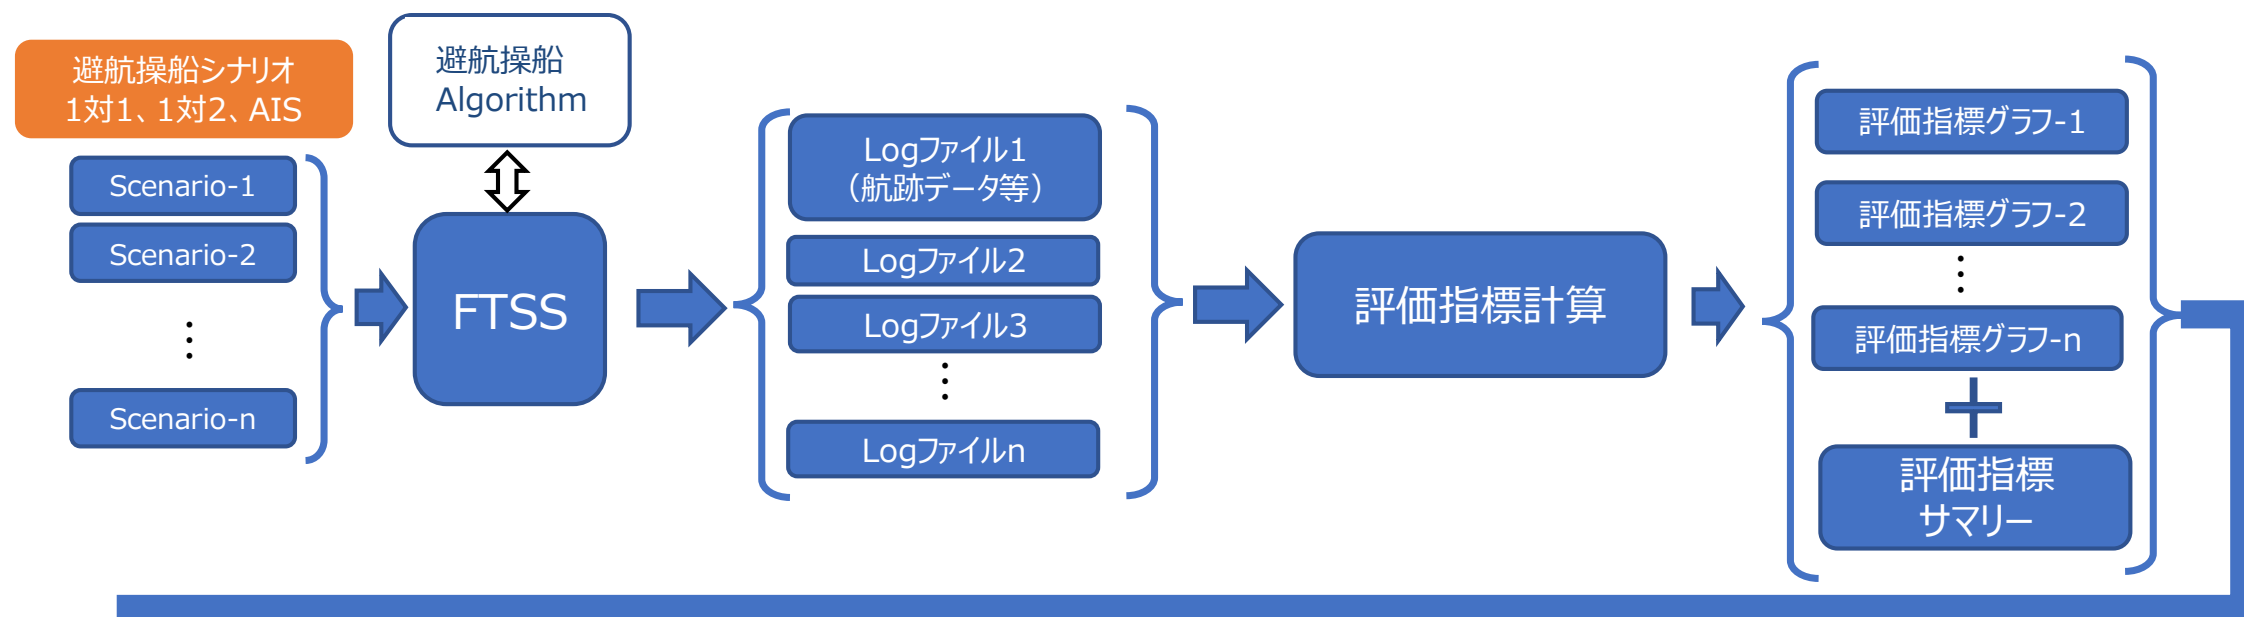 避航操船シナリオ
1対1、1対2、AIS
Scenario-1
Scenario-2
⋮
Scenario-n
避航操船
Algorithm
FTSS
Logファイル1
（航跡データ等）
Logファイル2
Logファイル3
⋮
Logファイルn
評価指標計算
評価指標グラフ-1
評価指標グラフ-2
⋮
評価指標グラフ-n
評価指標
サマリー